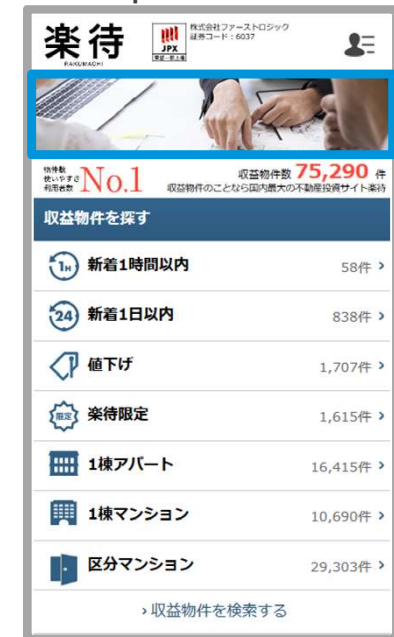 楽待
RAKUMACHI
JPX
東証一部上場
株式会社ファーストロジック
証券コード：6037
物件数
使いやすさ
利用者数
No.1
収益物件数 75,290 件
収益物件のことなら国内最大の不動産投資サイト楽待
収益物件を探す
1H 新着1時間以内 58件
24 新着1日以内 838件
値下げ 1,707件
限定 楽待限定 1,615件
1棟アパート 16,415件
1棟マンション 10,690件
区分マンション 29,303件
›収益物件を検索する